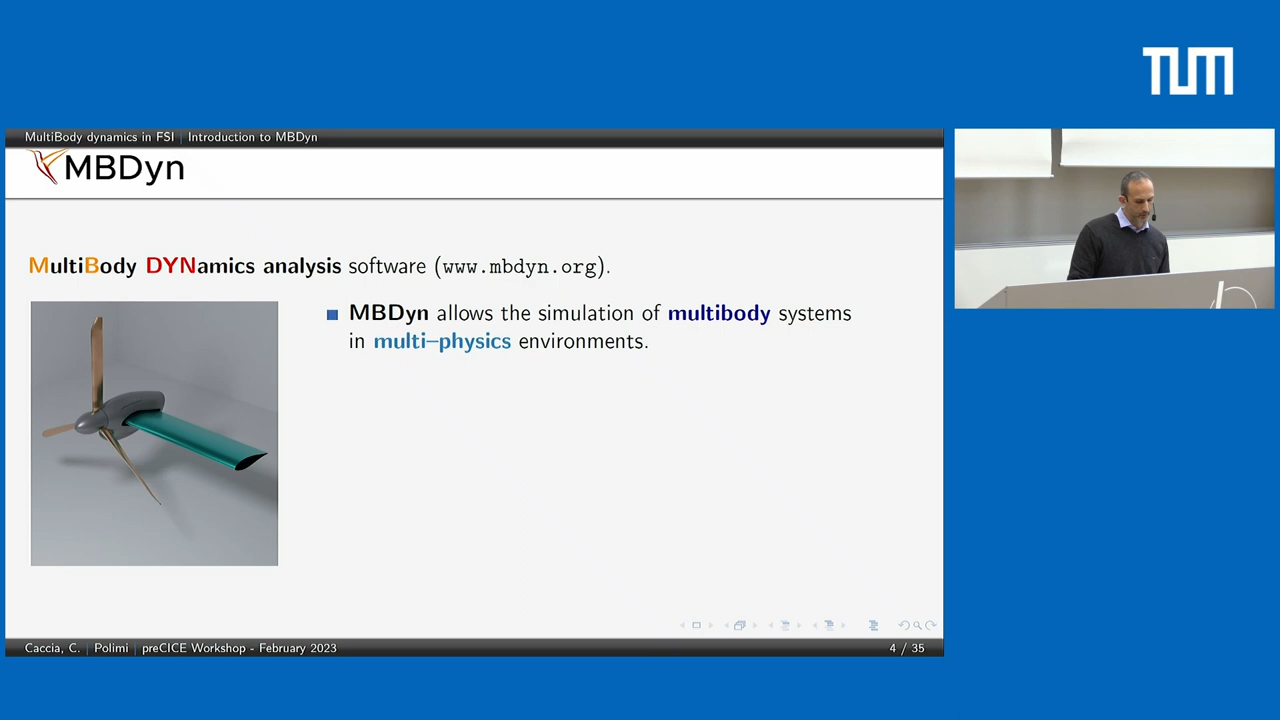 TUM
MultiBody dynamics in FSI | Introduction to MBDyn
MBDyn
MultiBody DYNamics analysis software (www.mbdyn.org).
MBDyn allows the simulation of multibody systems
in multi–physics environments.
Caccia, C. | Polimi | preCICE Workshop - February 2023
4 / 35